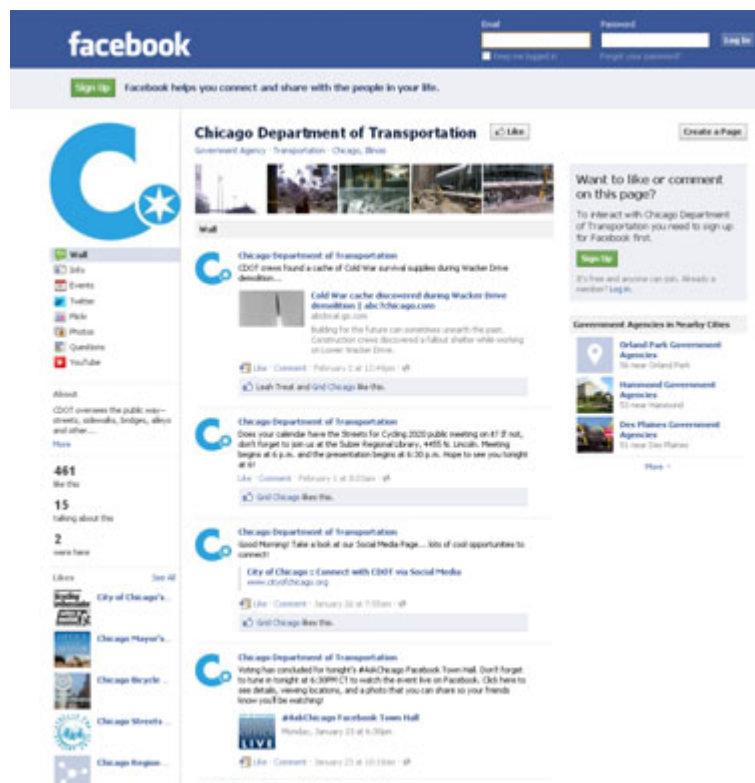 Email
Password
facebook
Log In
Keep me logged in
Forgot your password?
Sign Up
Facebook helps you connect and share with the people in your life.
Chicago Department of Transportation
Like
Create a Page
Government Agency · Transportation · Chicago, Illinois
Wall
Info
Events
Twitter
Flickr
Photos
Questions
YouTube
About
CDOT oversees the public way—
streets, sidewalks, bridges, alleys
and other...
More
461
like this
15
talking about this
2
were here
Likes
See All
City of Chicago's...
Chicago Mayor's...
Chicago Bicycle ...
Chicago Streets ...
Chicago Region...
Wall
Chicago Department of Transportation
CDOT crews found a cache of Cold War survival supplies during Wacker Drive
demolition...
Cold War cache discovered during Wacker Drive
demolition | abc7chicago.com
abclocal.go.com
Building for the future can sometimes unearth the past.
Construction crews discovered a fallout shelter while working
on Lower Wacker Drive.
Like · Comment · February 2 at
Leah Treat and Grid Chicago like this.
Chicago Department of Transportation
Does your calendar have the Streets for Cycling 2020 public meeting on it? If not,
don't forget to join us at the Sulzer Regional Library, 4455 N. Lincoln. Meeting
begins at 6 p.m. and the presentation begins at 6:30 p.m. Hope to see you tonight
at 6!
Like · Comment · February 1 at
Grid Chicago likes this.
Chicago Department of Transportation
Good Morning! Take a look at our Social Media Page... lots of cool opportunities to
connect!
City of Chicago :: Connect with CDOT via Social Media
www.cityofchicago.org
Like · Comment · January 26 at
Grid Chicago likes this.
Chicago Department of Transportation
Voting has concluded for tonight's #AskChicago Facebook Town Hall. Don't forget
to tune in tonight at 6:30PM CT to watch the event live on Facebook. Click here to
see details, viewing locations, and a photo that you can share so your friends
know you'll be watching!
LIVE
#AskChicago Facebook Town Hall
Monday, January 23 at 6:30pm
Like · Comment · January 23 at
Want to like or comment
on this page?
To interact with Chicago Department
of Transportation you need to sign up
for Facebook first.
Sign Up
It's free and anyone can join. Already a
member? Log in.
Government Agencies in Nearby Cities
Orland Park Government
Agencies
56 near Orland Park
Hammond Government
Agencies
53 near Hammond
Des Plaines Government
Agencies
51 near Des Plaines
More